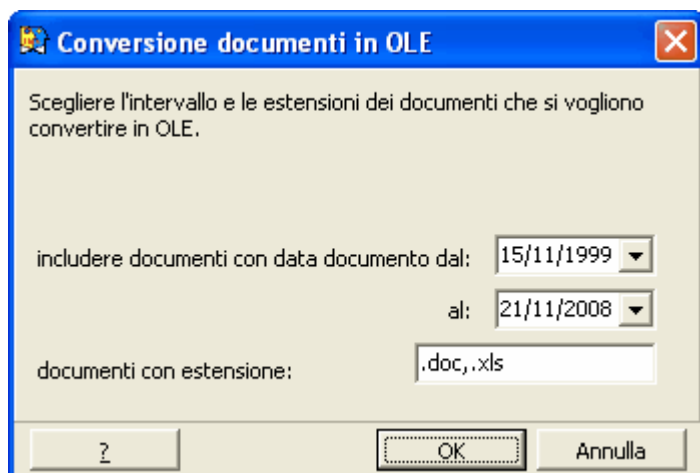 Conversione documenti in OLE
Scegliere l'intervallo e le estensioni dei documenti che si vogliono
convertire in OLE.
includere documenti con data documento dal: 15/11/1999
al: 21/11/2008
documenti con estensione: .doc,.xls
? OK Annulla